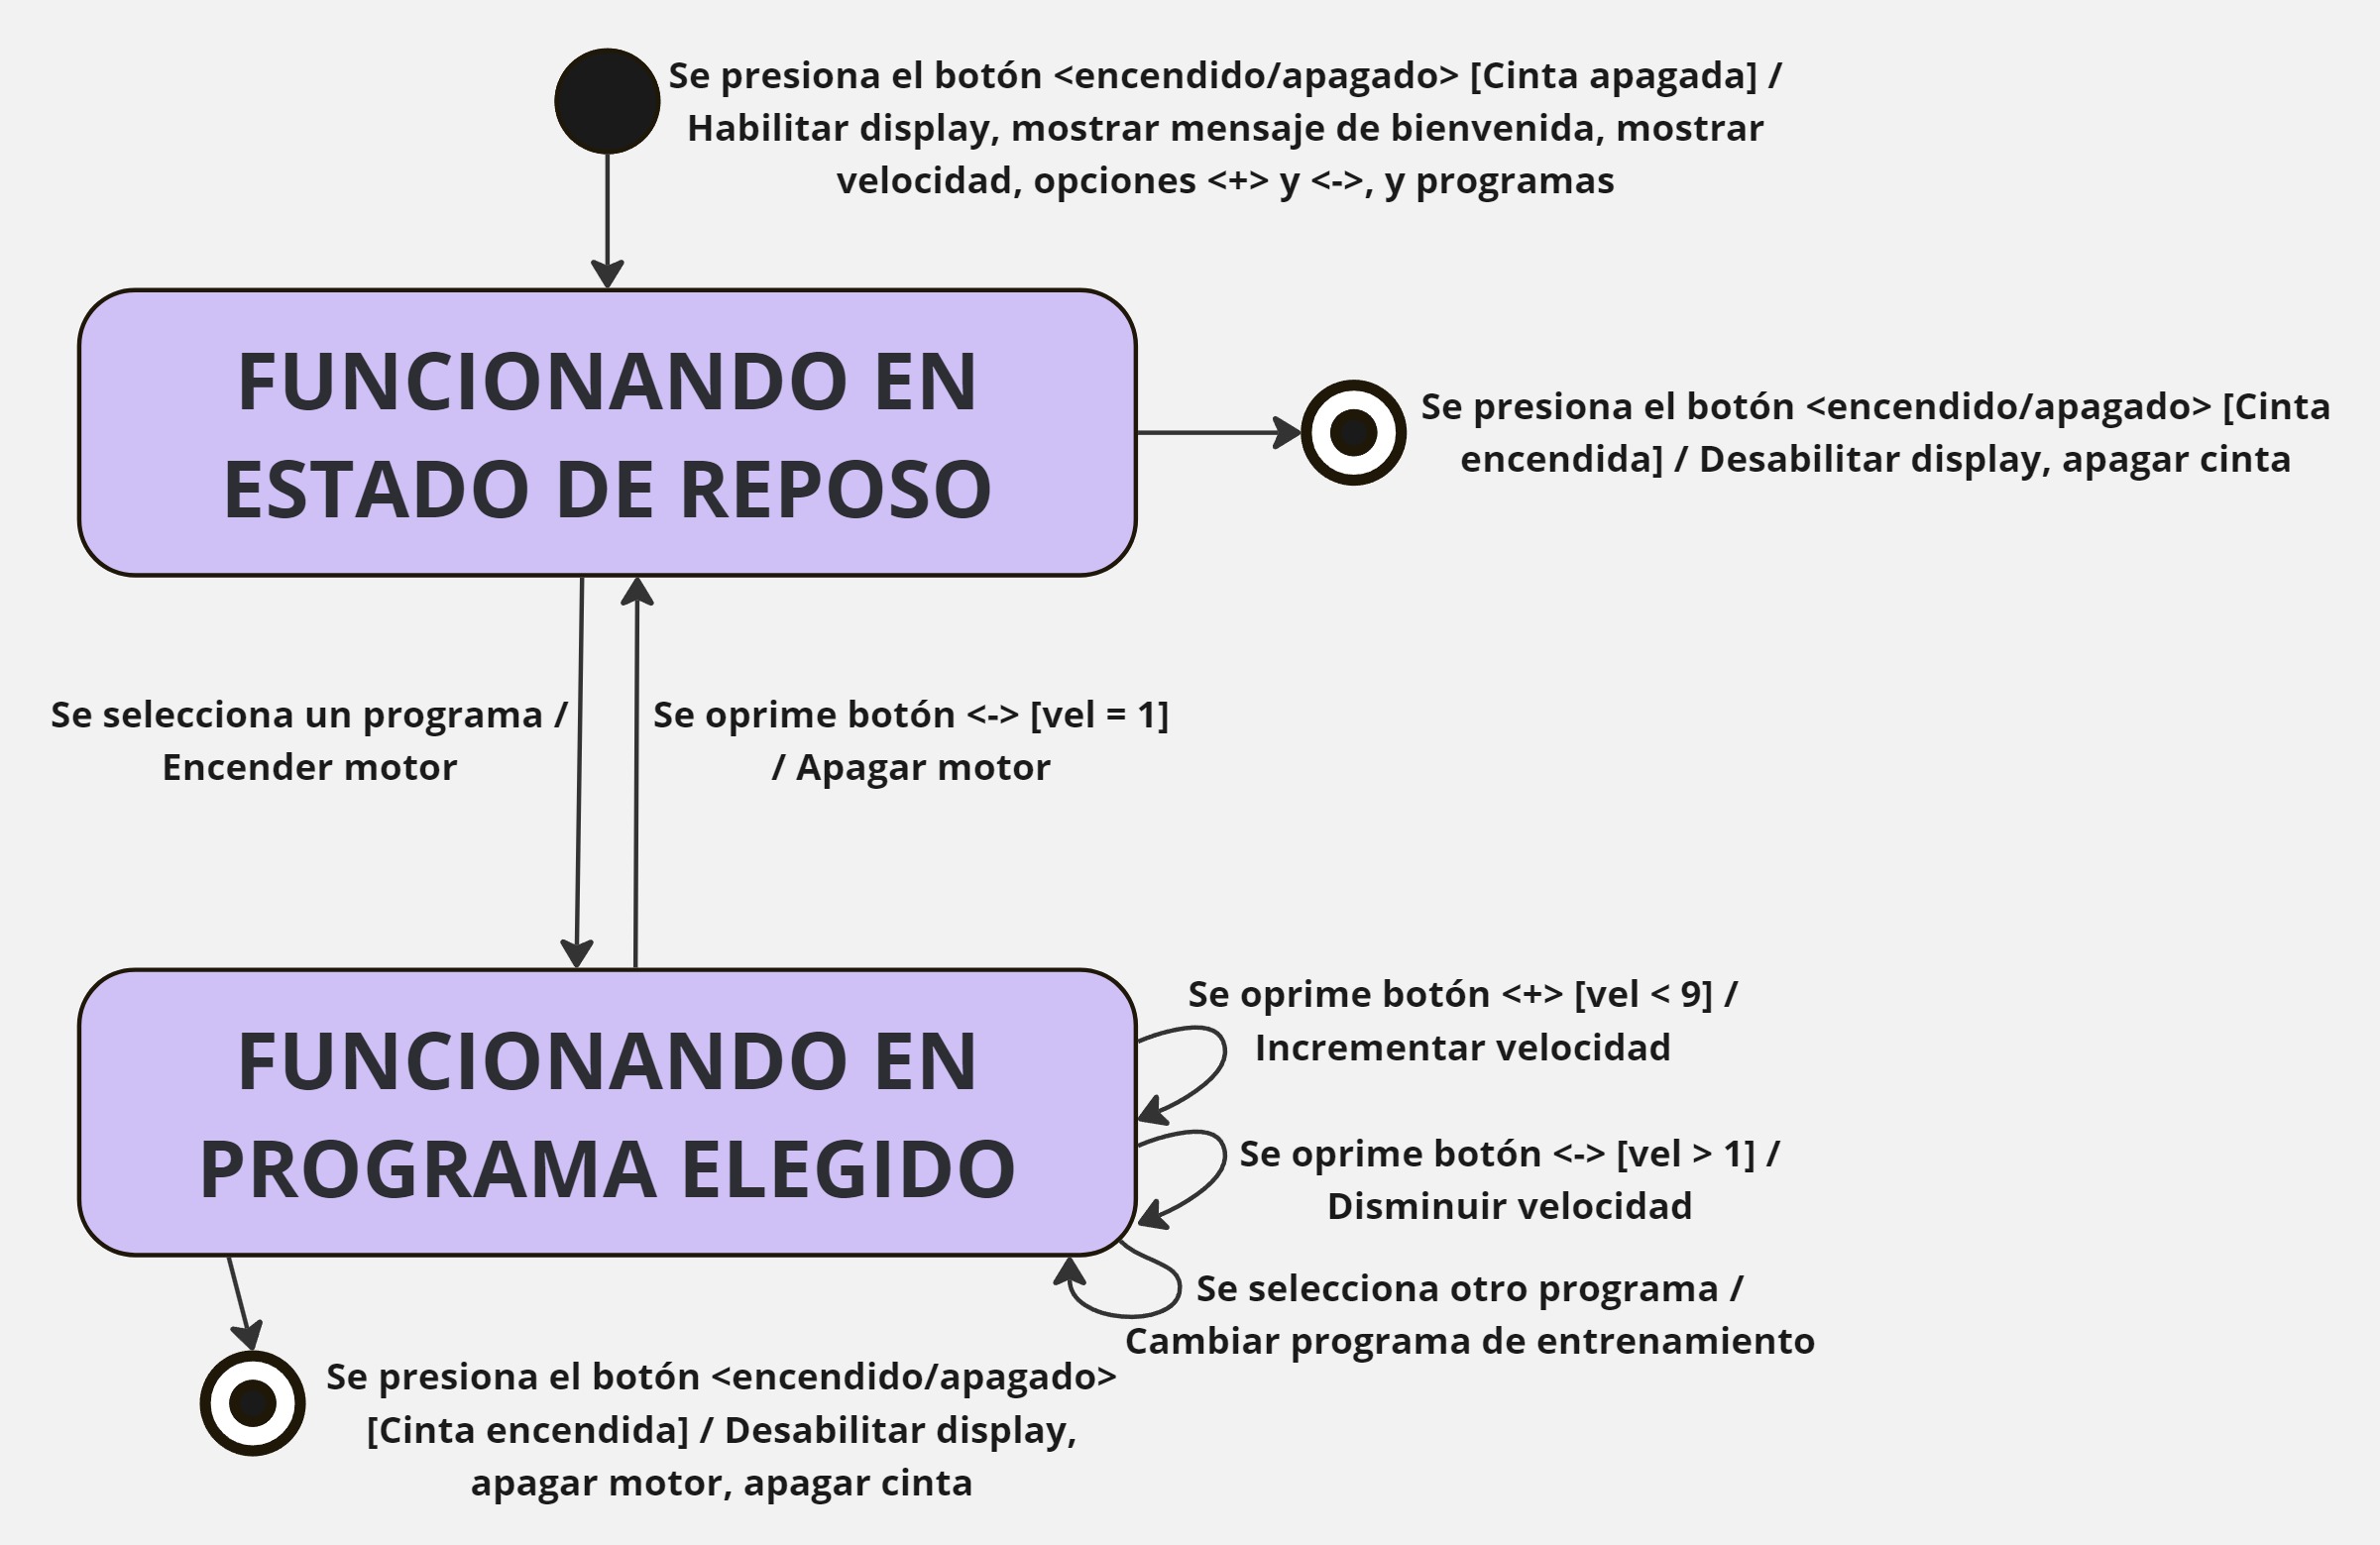 Se presiona el botón <encendido/apagado> [Cinta apagada] /
Habilitar display, mostrar mensaje de bienvenida, mostrar
velocidad, opciones <+> y <->, y programas
FUNCIONANDO EN
ESTADO DE REPOSO
Se presiona el botón <encendido/apagado> [Cinta
encendida] / Desabilitar display, apagar cinta
Se selecciona un programa /
Encender motor
Se oprime botón <-> [vel = 1]
/ Apagar motor
FUNCIONANDO EN
PROGRAMA ELEGIDO
Se oprime botón <+> [vel < 9] /
Incrementar velocidad
Se oprime botón <-> [vel > 1] /
Disminuir velocidad
Se selecciona otro programa /
Cambiar programa de entrenamiento
Se presiona el botón <encendido/apagado>
[Cinta encendida] / Desabilitar display,
apagar motor, apagar cinta